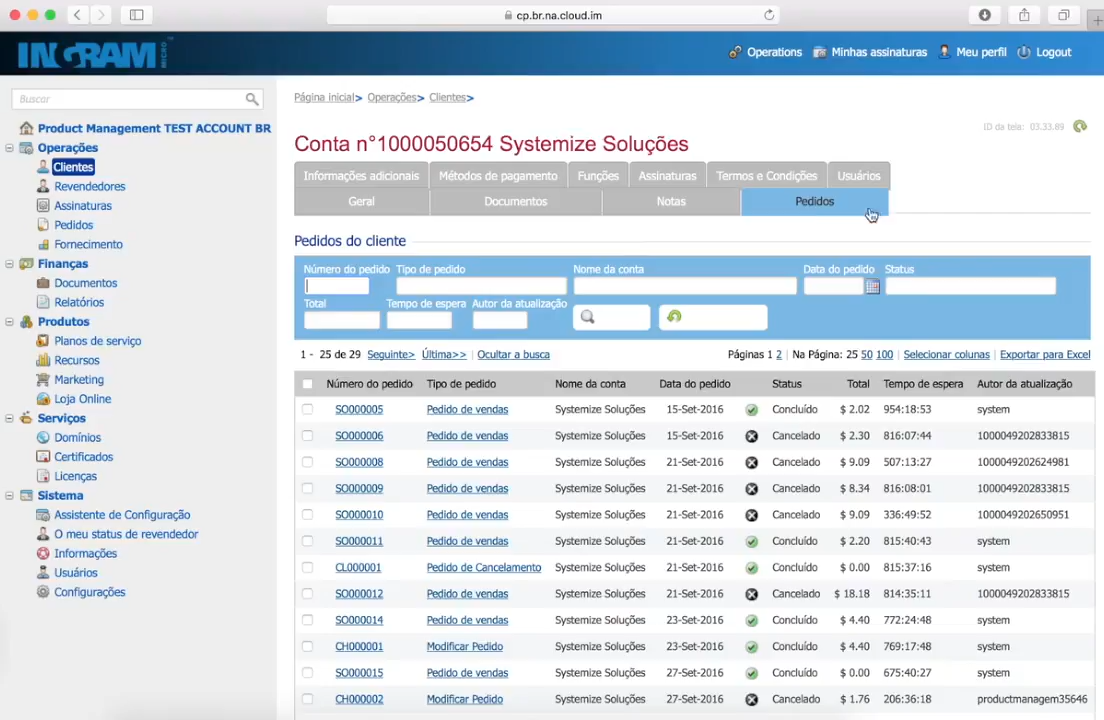 cp.br.na.cloud.im
INGRAM MICRO
Operations Minhas assinaturas Meu perfil Logout
Buscar
Product Management TEST ACCOUNT BR
Operações
Clientes
Revendedores
Assinaturas
Pedidos
Fornecimento
Finanças
Documentos
Relatórios
Produtos
Planos de serviço
Recursos
Marketing
Loja Online
Serviços
Domínios
Certificados
Licenças
Sistema
Assistente de Configuração
O meu status de revendedor
Informações
Usuários
Configurações
Página inicial> Operações> Clientes>
ID da tela: 03.33.89
Conta n°1000050654 Systemize Soluções
Informações adicionais Métodos de pagamento Funções Assinaturas Termos e Condições Usuários
Geral Documentos Notas Pedidos
Pedidos do cliente
Número do pedido Tipo de pedido Nome da conta Data do pedido Status
Total Tempo de espera Autor da atualização
1 - 25 de 29 Seguinte> Última>> | Ocultar a busca Páginas 1 2 | Na Página: 25 50 100 | Selecionar colunas | Exportar para Excel
Número do pedido Tipo de pedido Nome da conta Data do pedido Status Total Tempo de espera Autor da atualização
SO000005 Pedido de vendas Systemize Soluções 15-Set-2016 Concluído $ 2.02 954:18:53 system
SO000006 Pedido de vendas Systemize Soluções 15-Set-2016 Cancelado $ 2.30 816:07:44 1000049202833815
SO000008 Pedido de vendas Systemize Soluções 21-Set-2016 Cancelado $ 9.09 507:13:27 1000049202624981
SO000009 Pedido de vendas Systemize Soluções 21-Set-2016 Cancelado $ 8.34 816:08:01 1000049202833815
SO000010 Pedido de vendas Systemize Soluções 21-Set-2016 Cancelado $ 9.09 336:49:52 1000049202650951
SO000011 Pedido de vendas Systemize Soluções 21-Set-2016 Concluído $ 2.20 815:40:43 system
CL000001 Pedido de Cancelamento Systemize Soluções 21-Set-2016 Concluído $ 0.00 815:37:16 system
SO000012 Pedido de vendas Systemize Soluções 21-Set-2016 Cancelado $ 18.18 814:35:11 1000049202833815
SO000014 Pedido de vendas Systemize Soluções 23-Set-2016 Concluído $ 4.40 772:24:48 system
CH000001 Modificar Pedido Systemize Soluções 23-Set-2016 Concluído $ 4.40 769:17:48 system
SO000015 Pedido de vendas Systemize Soluções 27-Set-2016 Concluído $ 0.00 675:40:27 system
CH000002 Modificar Pedido Systemize Soluções 27-Set-2016 Cancelado $ 1.76 206:36:18 productmanagem35646